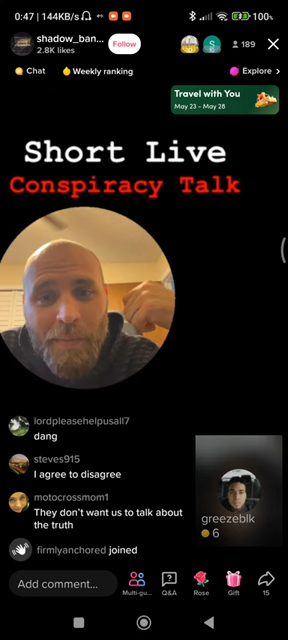 0:47 | 144KB/s
100%
shadow_ban...
2.8K likes
Follow
S
189
Chat
Weekly ranking
Explore >
Travel with You
May 23 - May 28
Short Live
Conspiracy Talk
lordpleasehelpusall7
dang
steves915
I agree to disagree
motocrossmom1
They don't want us to talk about
the truth
firmlyanchored joined
greezeblk
6
Add comment...
Multi-gu...
Q&A
Rose
Gift
15